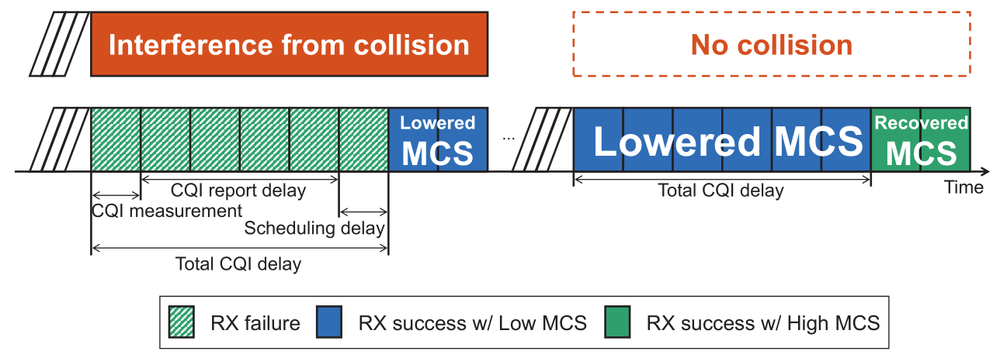 Interference from collision
No collision
Lowered
MCS
...
Lowered MCS
Recovered
MCS
CQI report delay
CQI measurement
Scheduling delay
Total CQI delay
Total CQI delay
Time
RX failure
RX success w/ Low MCS
RX success w/ High MCS